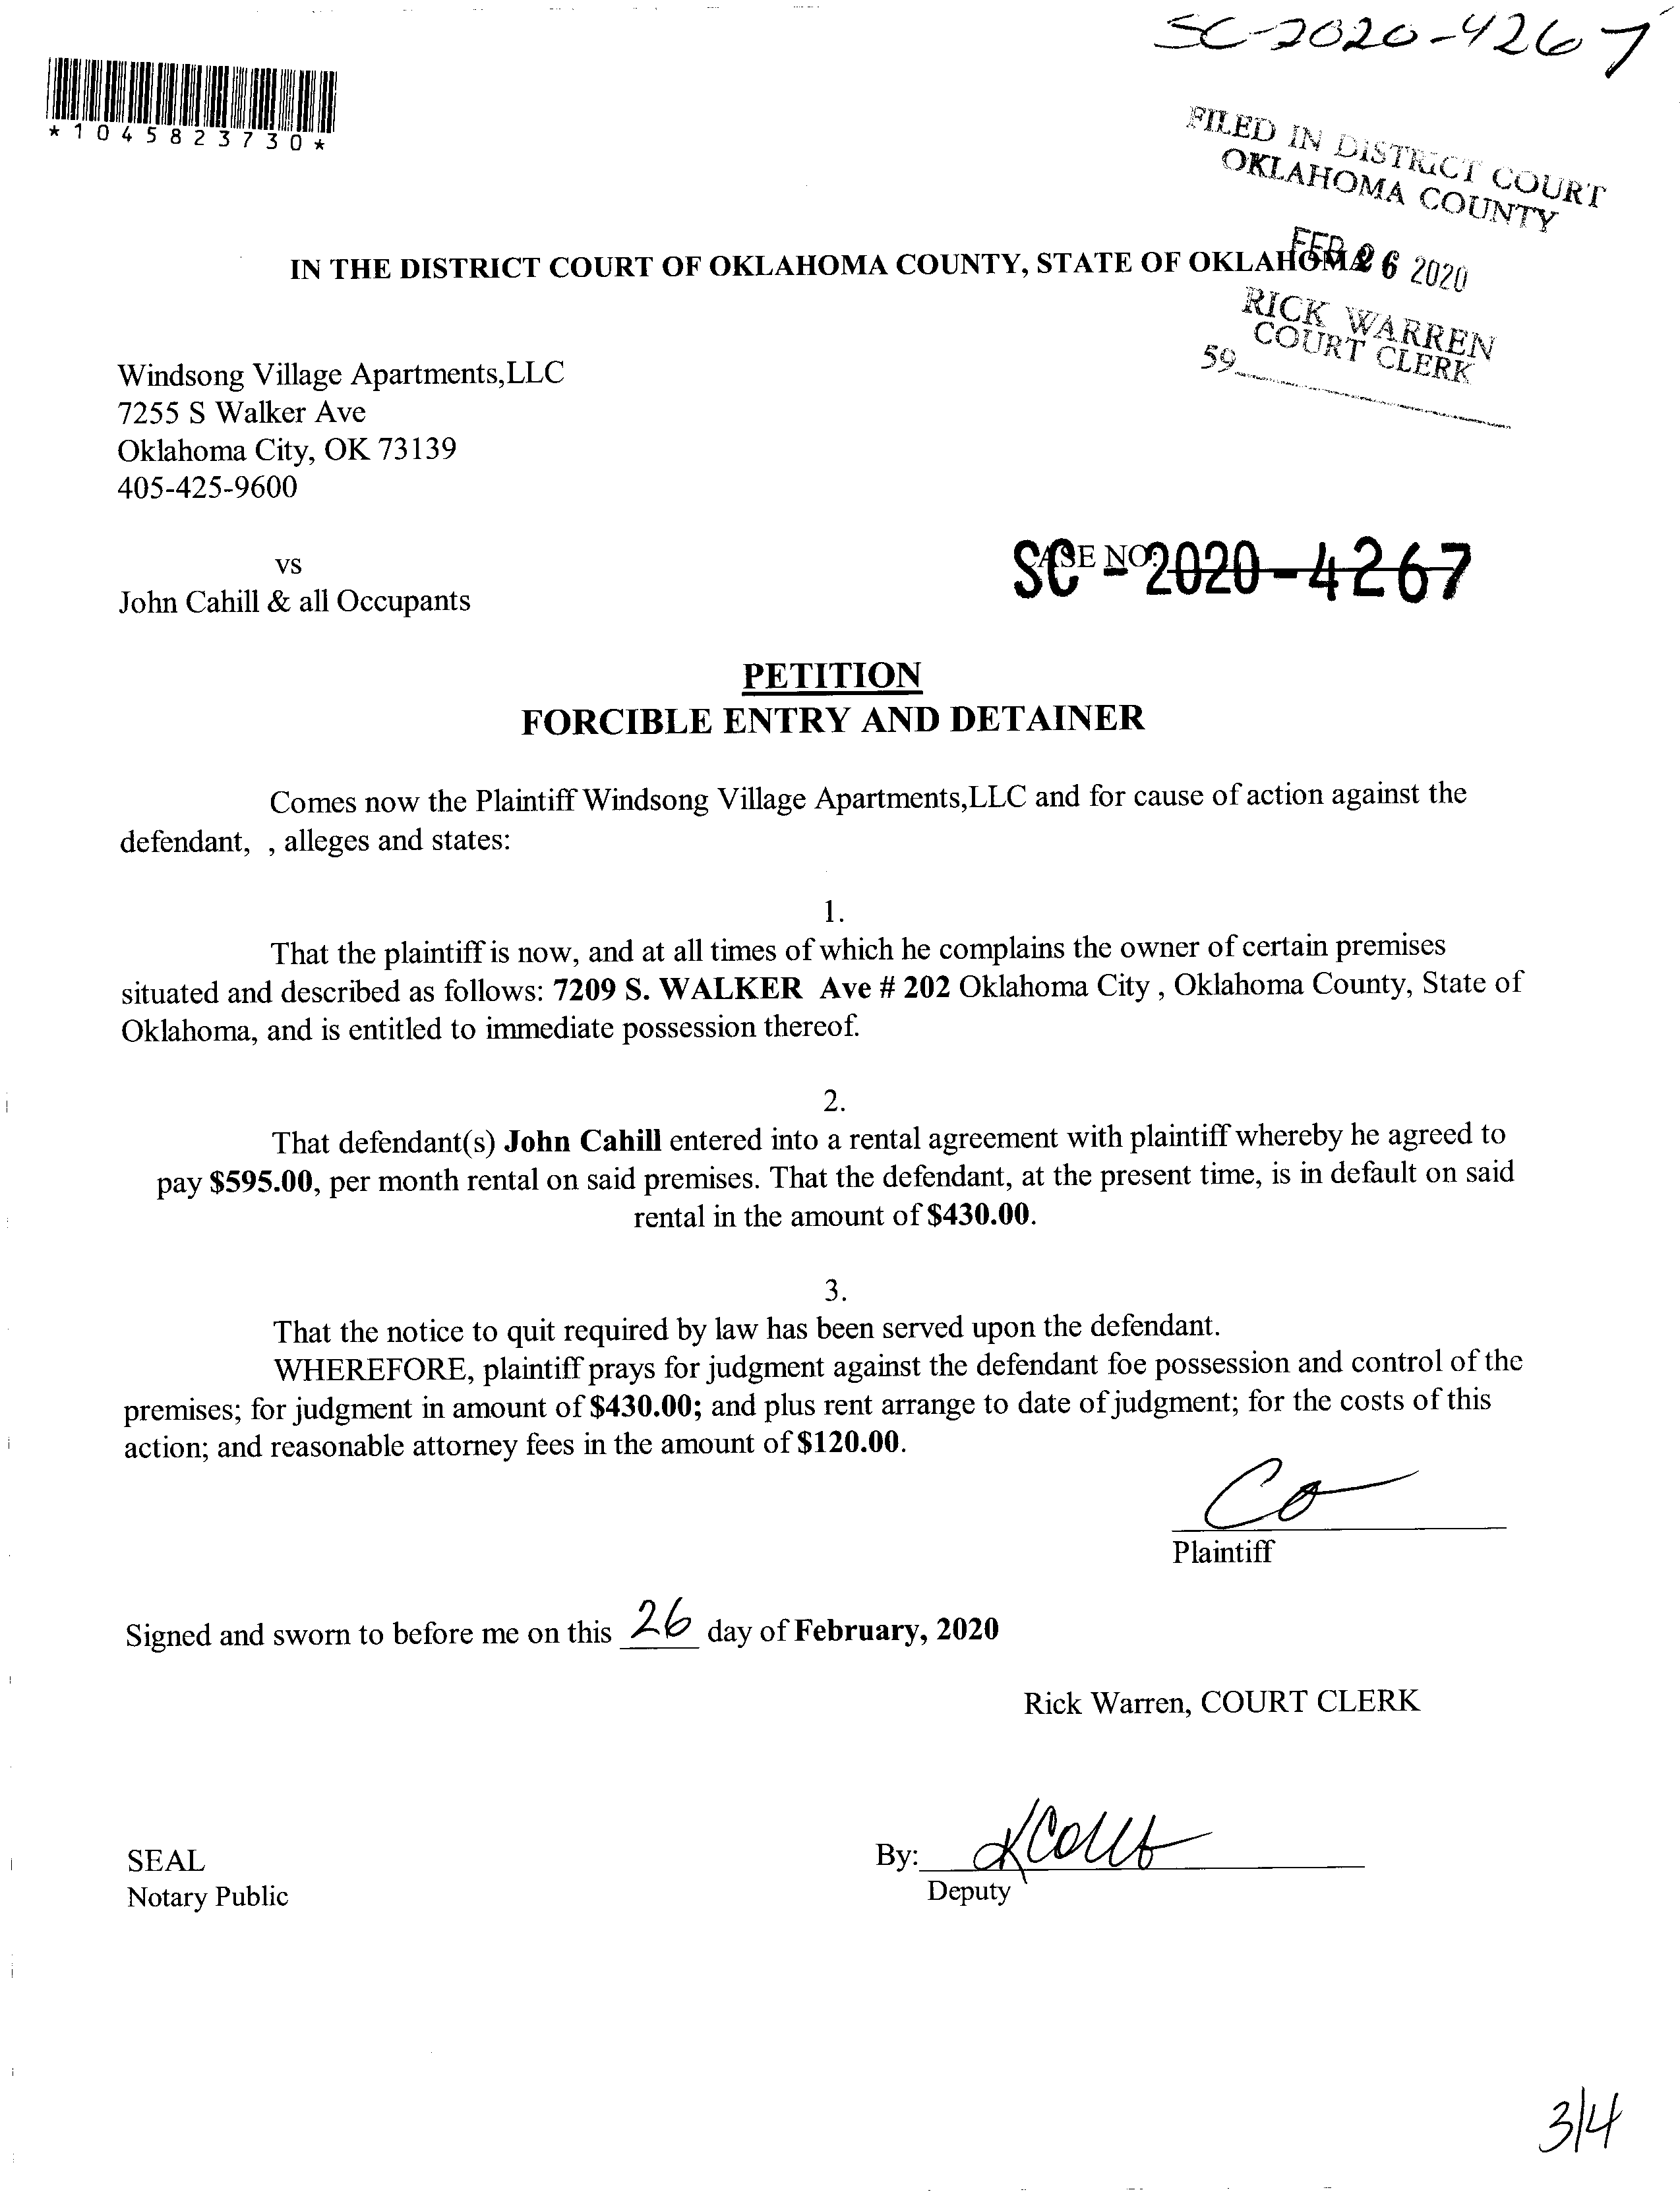 SC-2020-4267
*1045823730*
FILED IN DISTRICT COURT
OKLAHOMA COUNTY
FEB 26 2020
RICK WARREN
COURT CLERK
59
IN THE DISTRICT COURT OF OKLAHOMA COUNTY, STATE OF OKLAHOMA
Windsong Village Apartments,LLC
7255 S Walker Ave
Oklahoma City, OK 73139
405-425-9600
vs
CASE NO:
SC - 2020 - 4267
John Cahill & all Occupants
PETITION
FORCIBLE ENTRY AND DETAINER
Comes now the Plaintiff Windsong Village Apartments,LLC and for cause of action against the
defendant, , alleges and states:
1.
That the plaintiff is now, and at all times of which he complains the owner of certain premises
situated and described as follows: 7209 S. WALKER Ave # 202 Oklahoma City , Oklahoma County, State of
Oklahoma, and is entitled to immediate possession thereof.
2.
That defendant(s) John Cahill entered into a rental agreement with plaintiff whereby he agreed to
pay $595.00, per month rental on said premises. That the defendant, at the present time, is in default on said
rental in the amount of $430.00.
3.
That the notice to quit required by law has been served upon the defendant.
WHEREFORE, plaintiff prays for judgment against the defendant foe possession and control of the
premises; for judgment in amount of $430.00; and plus rent arrange to date of judgment; for the costs of this
action; and reasonable attorney fees in the amount of $120.00.
Plaintiff
Signed and sworn to before me on this 26 day of February, 2020
Rick Warren, COURT CLERK
SEAL
Notary Public
By:
Deputy
3/4